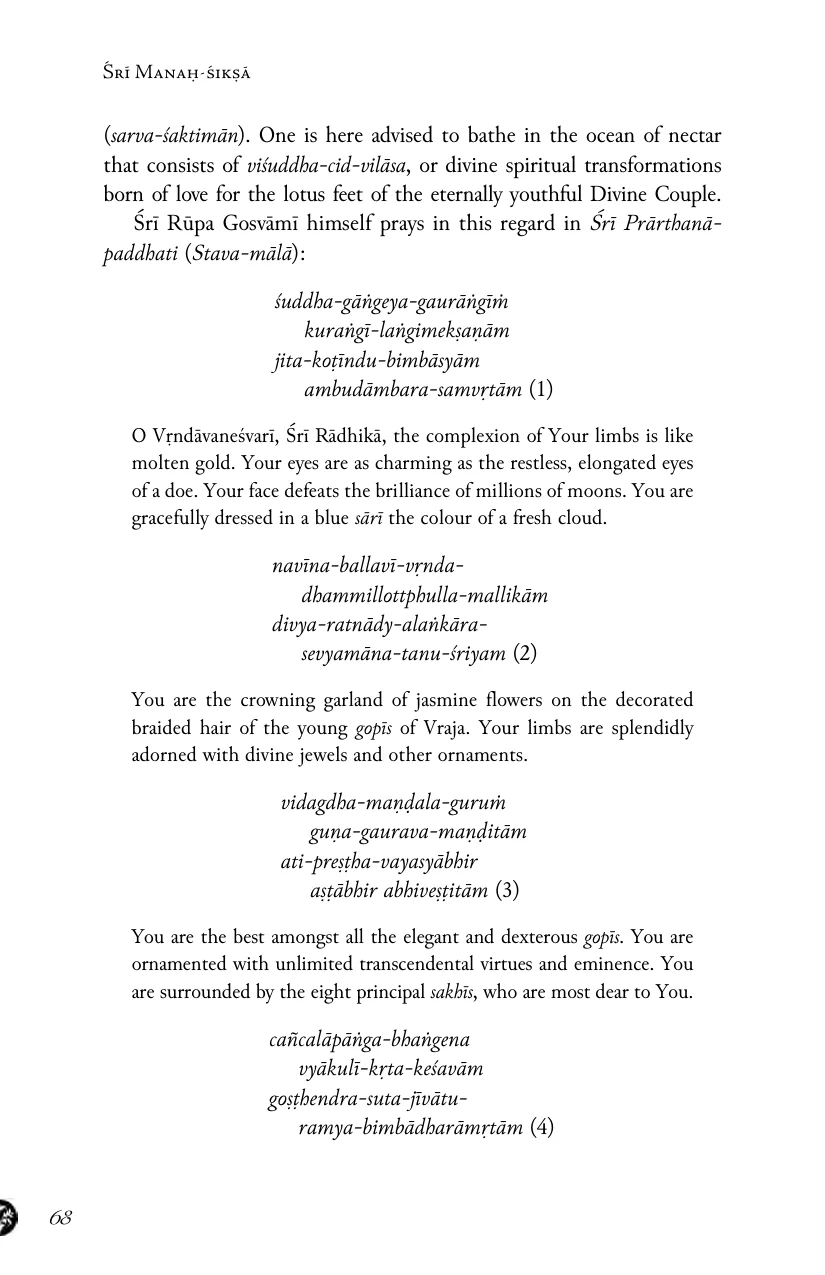 Śrī Manaḥ-śikṣā
(sarva-śaktimān). One is here advised to bathe in the ocean of nectar
that consists of viśuddha-cid-vilāsa, or divine spiritual transformations
born of love for the lotus feet of the eternally youthful Divine Couple.
Śrī Rūpa Gosvāmī himself prays in this regard in Śrī Prārthanā-
paddhati (Stava-mālā):
śuddha-gāṅgeya-gaurāṅgīṁ
kuraṅgī-laṅgimekṣaṇām
jita-koṭīndu-bimbāsyām
ambudāmbara-samvṛtām (1)
O Vṛndāvaneśvarī, Śrī Rādhikā, the complexion of Your limbs is like
molten gold. Your eyes are as charming as the restless, elongated eyes
of a doe. Your face defeats the brilliance of millions of moons. You are
gracefully dressed in a blue sārī the colour of a fresh cloud.
navīna-ballavī-vṛnda-
dhammillottphulla-mallikām
divya-ratnādy-alaṅkāra-
sevyamāna-tanu-śriyam (2)
You are the crowning garland of jasmine flowers on the decorated
braided hair of the young gopīs of Vraja. Your limbs are splendidly
adorned with divine jewels and other ornaments.
vidagdha-maṇḍala-guruṁ
guṇa-gaurava-maṇḍitām
ati-preṣṭha-vayasyābhir
aṣṭābhir abhiveṣṭitām (3)
You are the best amongst all the elegant and dexterous gopīs. You are
ornamented with unlimited transcendental virtues and eminence. You
are surrounded by the eight principal sakhīs, who are most dear to You.
cañcalāpāṅga-bhaṅgena
vyākulī-kṛta-keśavām
goṣṭhendra-suta-jīvātu-
ramya-bimbādharāmṛtām (4)
68